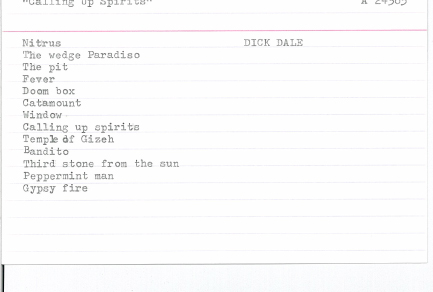 "Calling Up Spirits" A 24305
Nitrus DICK DALE
The wedge Paradiso
The pit
Fever
Doom box
Catamount
Window
Calling up spirits
Temple of Gizeh
Bandito
Third stone from the sun
Peppermint man
Gypsy fire